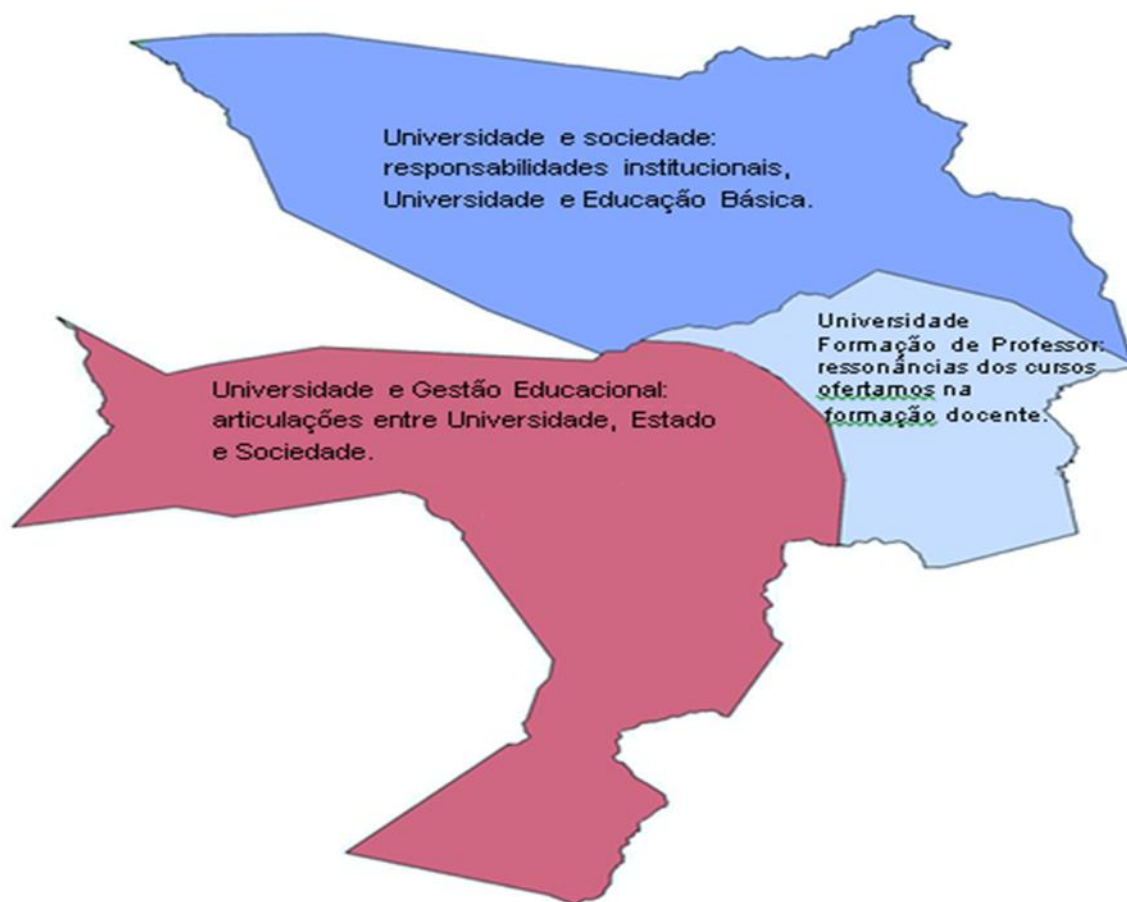 Universidade e sociedade:
responsabilidades institucionais,
Universidade e Educação Básica.
Universidade
Formação de Professor:
ressonâncias dos cursos
ofertamos na
formação docente.
Universidade e Gestão Educacional:
articulações entre Universidade, Estado
e Sociedade.